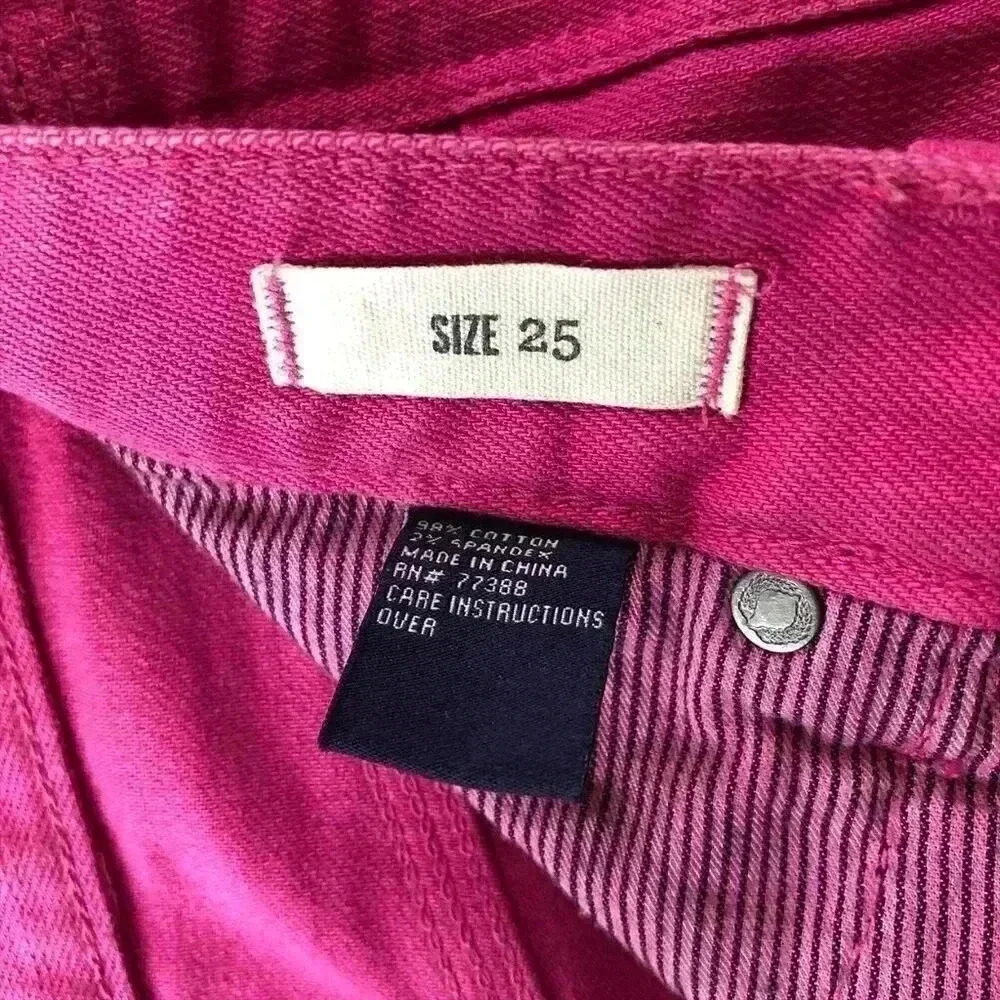 SIZE 25
98% COTTON
2% SPANDEX
MADE IN CHINA
RN# 77388
CARE INSTRUCTIONS
OVER